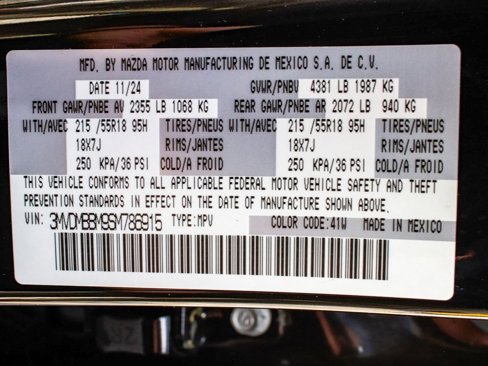 MFD. BY MAZDA MOTOR MANUFACTURING DE MEXICO S.A. DE C.V.
DATE 11/24 GVWR/PNBV 4381 LB 1987 KG
FRONT GAWR/PNBE AV 2355 LB 1068 KG REAR GAWR/PNBE AR 2072 LB 940 KG
WITH/AVEC 215 /55R18 95H TIRES/PNEUS WITH/AVEC 215 /55R18 95H TIRES/PNEUS
18X7J RIMS/JANTES 18X7J RIMS/JANTES
250 KPA/36 PSI COLD/A FROID 250 KPA/36 PSI COLD/A FROID
THIS VEHICLE CONFORMS TO ALL APPLICABLE FEDERAL MOTOR VEHICLE SAFETY AND THEFT
PREVENTION STANDARDS IN EFFECT ON THE DATE OF MANUFACTURE SHOWN ABOVE.
VIN: 3MVDMBBM9SM786915 TYPE:MPV COLOR CODE:41W MADE IN MEXICO